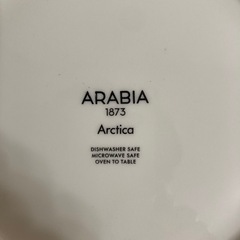 ARABIA
1873
Arctica
DISHWASHER SAFE
MICROWAVE SAFE
OVEN TO TABLE